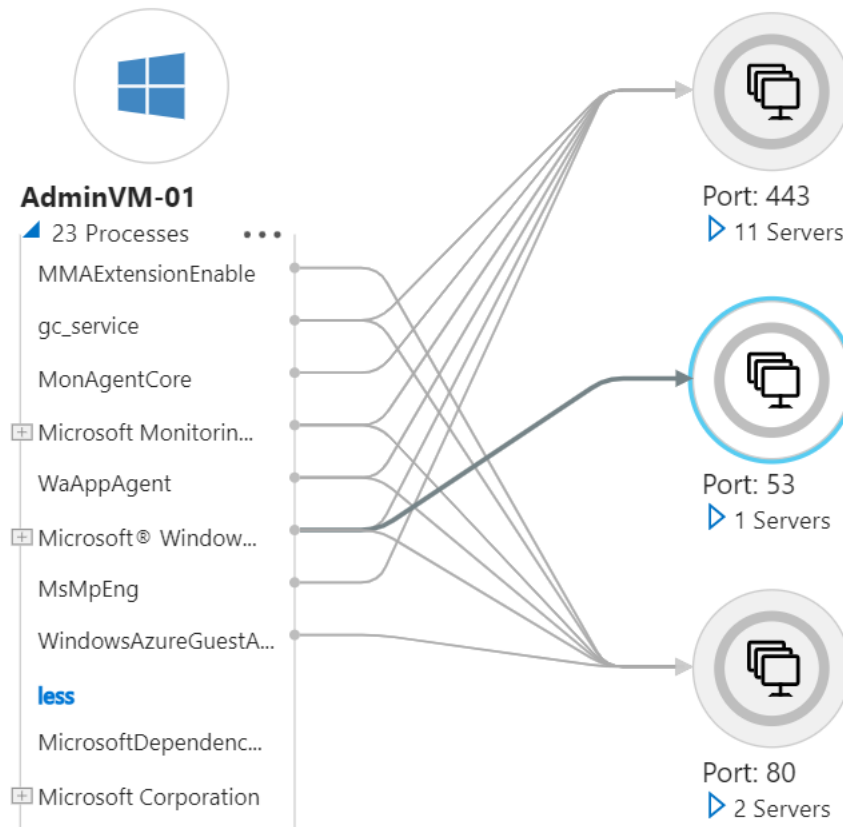 AdminVM-01
23 Processes
MMAExtensionEnable
gc_service
MonAgentCore
Microsoft Monitorin...
WaAppAgent
Microsoft® Window...
MsMpEng
WindowsAzureGuestA...
less
MicrosoftDependenc...
Microsoft Corporation
Port: 443
11 Servers
Port: 53
1 Servers
Port: 80
2 Servers